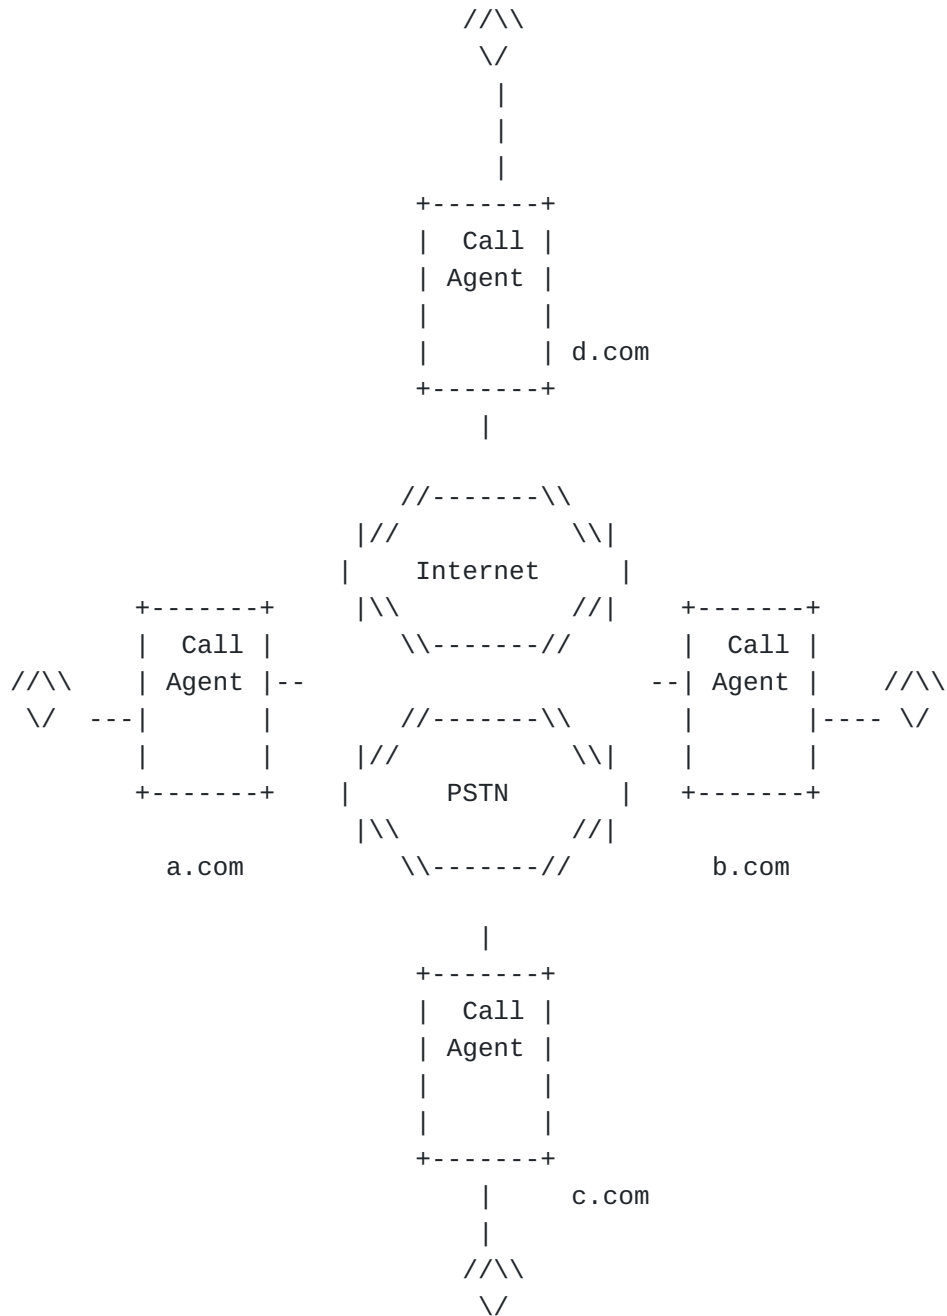 //\\
\/
|
|
|
+-------+
|  Call |
| Agent |
|       |
|       | d.com
+-------+
|
//-------\\
|//           \\|
|    Internet     |
+-------+     |\\           //|    +-------+
|  Call |        \\-------//       |  Call |
//\\    | Agent |--                      --| Agent |    //\\
\/  ---|       |        //-------\\       |       |---- \/
|       |     |//           \\|    |       |
+-------+    |      PSTN       |   +-------+
|\\           //|
a.com          \\-------//         b.com
|
+-------+
|  Call |
| Agent |
|       |
|       |
+-------+
|     c.com
|
//\\
\/